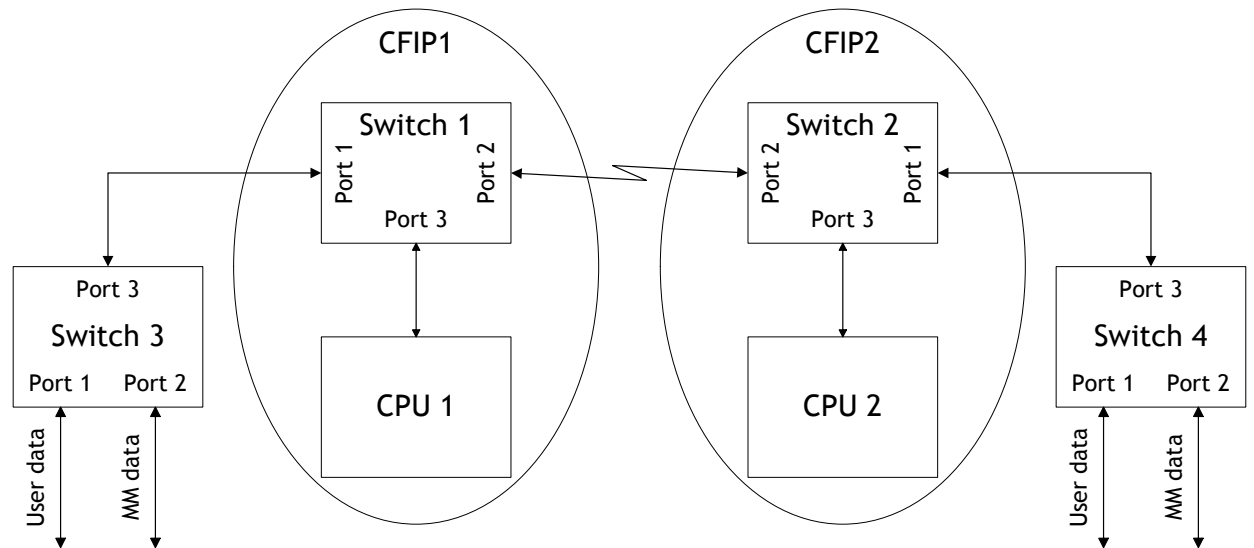 CFIP1
CFIP2
Switch 1
Port 1
Port 2
Port 3
Switch 2
Port 2
Port 1
Port 3
Port 3
Switch 3
Port 1
Port 2
CPU 1
CPU 2
Port 3
Switch 4
Port 1
Port 2
User data
MM data
User data
MM data